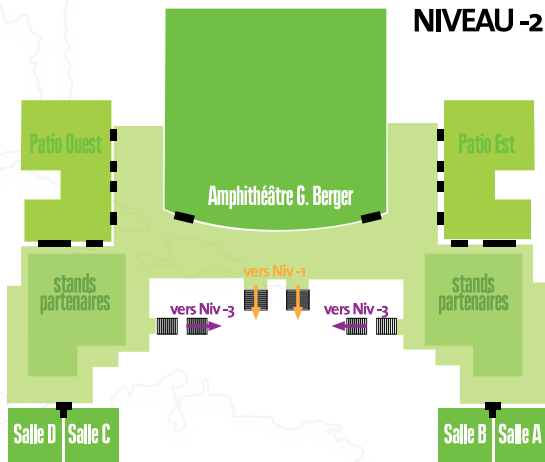 NIVEAU -2
Patio Ouest
Patio Est
Amphithéâtre G. Berger
vers Niv -1
stands
partenaires
stands
partenaires
vers Niv -3
vers Niv -3
Salle D
Salle C
Salle B
Salle A